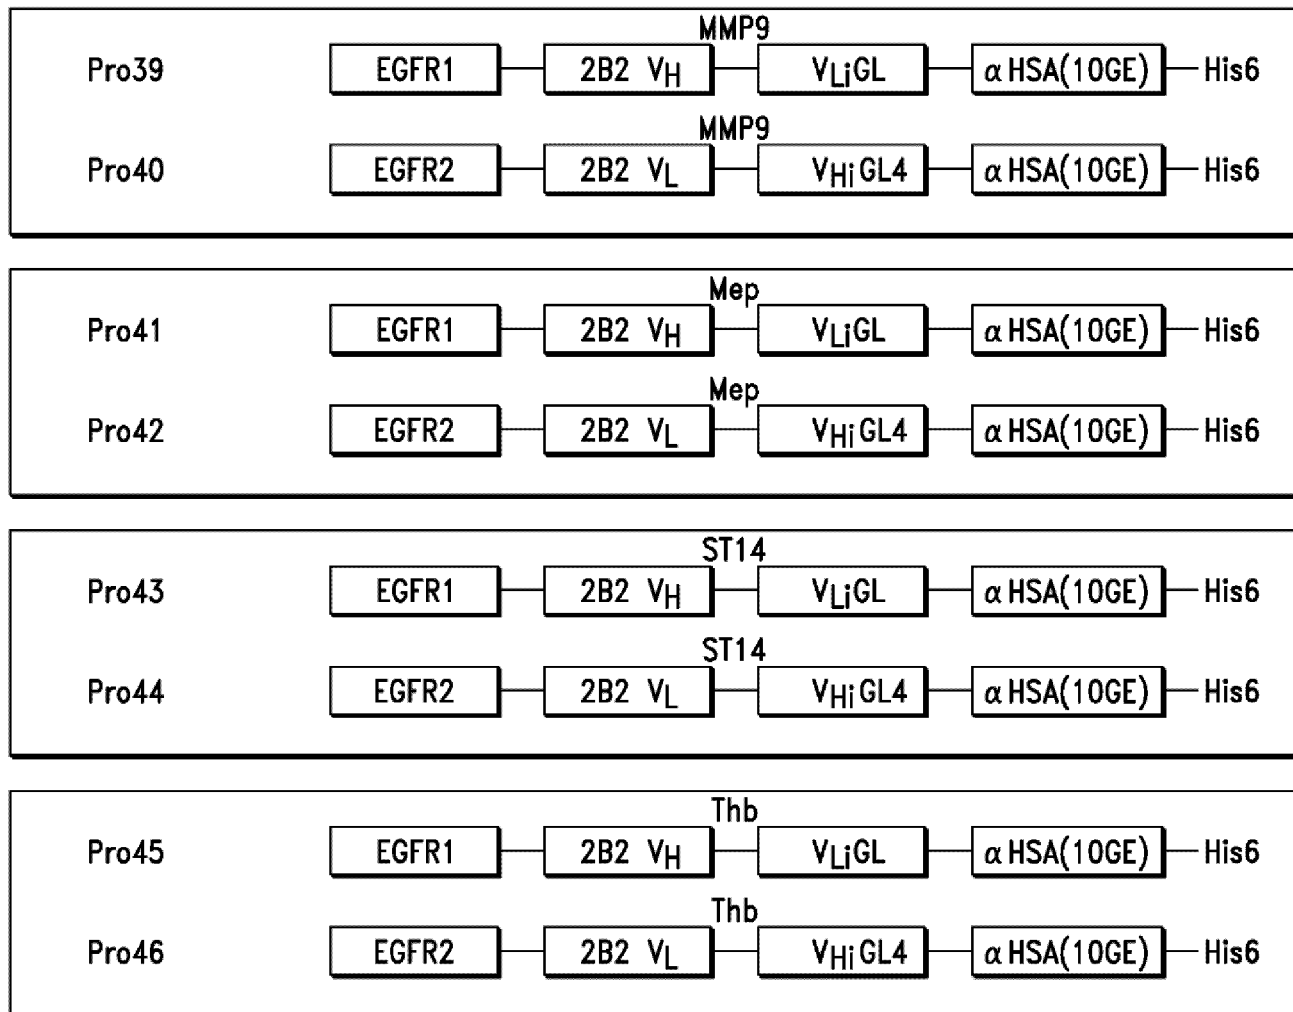 MMP9
Pro39 EGFR1 2B2 VH VLiGL αHSA(10GE) His6
MMP9
Pro40 EGFR2 2B2 VL VHiGL4 αHSA(10GE) His6
Mep
Pro41 EGFR1 2B2 VH VLiGL αHSA(10GE) His6
Mep
Pro42 EGFR2 2B2 VL VHiGL4 αHSA(10GE) His6
ST14
Pro43 EGFR1 2B2 VH VLiGL αHSA(10GE) His6
ST14
Pro44 EGFR2 2B2 VL VHiGL4 αHSA(10GE) His6
Thb
Pro45 EGFR1 2B2 VH VLiGL αHSA(10GE) His6
Thb
Pro46 EGFR2 2B2 VL VHiGL4 αHSA(10GE) His6